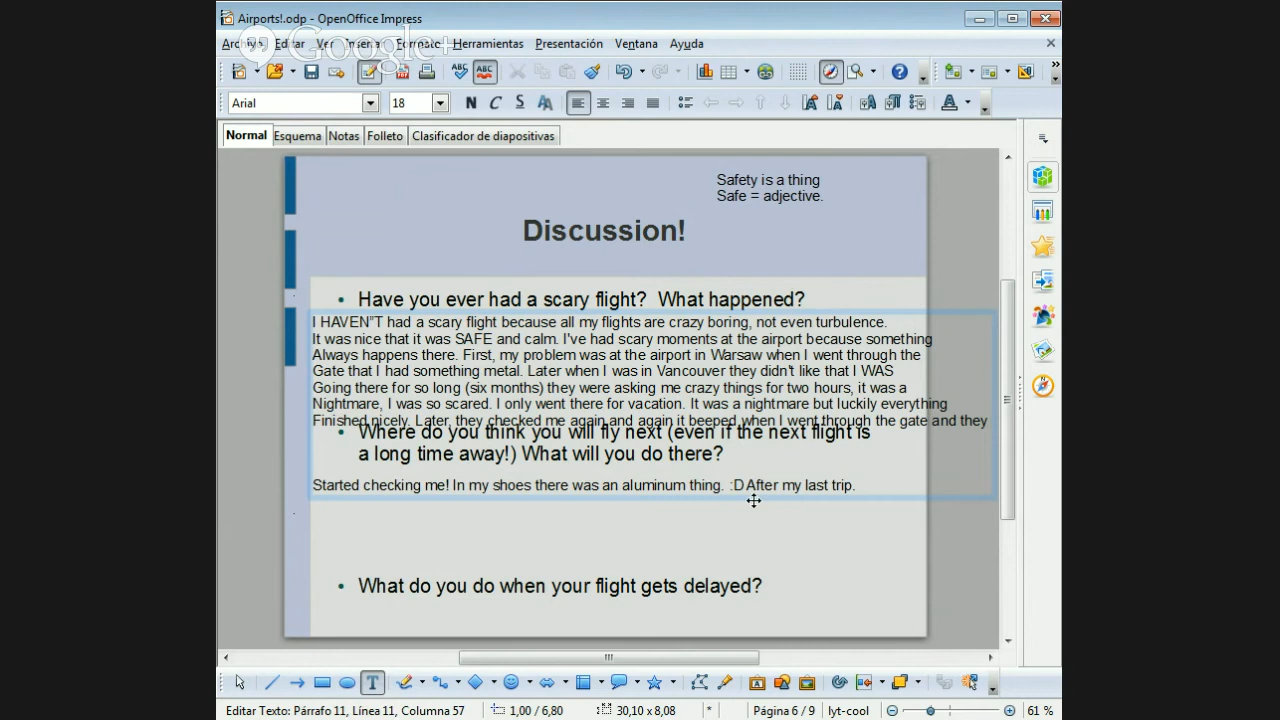 Airports!.odp - OpenOffice Impress
Archivo Editar Ver Insertar Formato Herramientas Presentación Ventana Ayuda
Google+
Arial 18 N C S
Normal Esquema Notas Folleto Clasificador de diapositivas
Safety is a thing
Safe = adjective.
Discussion!
• Have you ever had a scary flight? What happened?
I HAVEN"T had a scary flight because all my flights are crazy boring, not even turbulence.
It was nice that it was SAFE and calm. I've had scary moments at the airport because something
Always happens there. First, my problem was at the airport in Warsaw when I went through the
Gate that I had something metal. Later when I was in Vancouver they didn't like that I WAS
Going there for so long (six months) they were asking me crazy things for two hours, it was a
Nightmare, I was so scared. I only went there for vacation. It was a nightmare but luckily everything
Finished nicely. Later, they checked me again and again it beeped when I went through the gate and they
• Where do you think you will fly next (even if the next flight is
a long time away!) What will you do there?
Started checking me! In my shoes there was an aluminum thing. :D After my last trip.
• What do you do when your flight gets delayed?
Editar Texto: Párrafo 11, Línea 11, Columna 57 1,00 / 6,80 30,10 x 8,08 * Página 6 / 9 lyt-cool 61 %